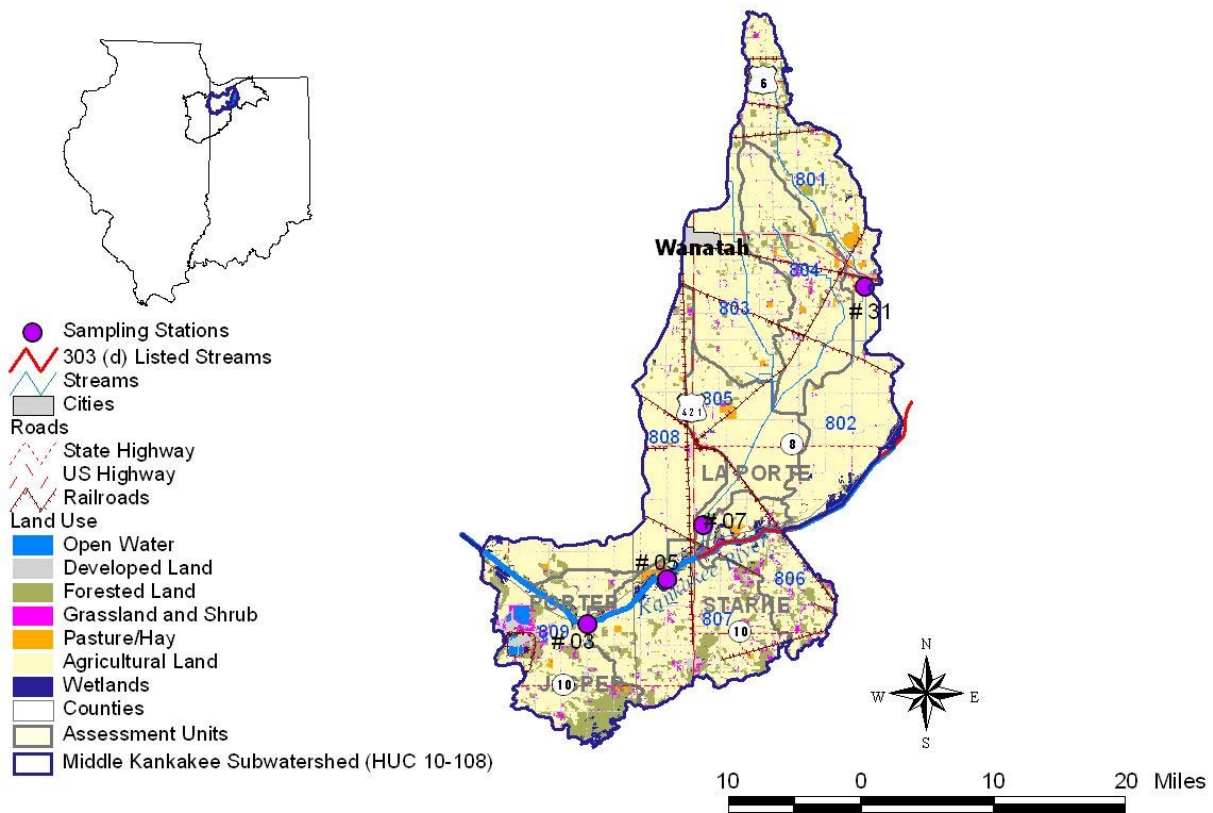 Sampling Stations
303 (d) Listed Streams
Streams
Cities
Roads
State Highway
US Highway
Railroads
Land Use
Open Water
Developed Land
Forested Land
Grassland and Shrub
Pasture/Hay
Agricultural Land
Wetlands
Counties
Assessment Units
Middle Kankakee Subwatershed (HUC 10-108)
6
801
Wanatah
804
#31
803
805
421
802
808
8
LA PORTE
#07
#05
Kankakee River
806
PORTER
STARKE
807
10
809
#03
JASPER
10
N
W E
S
10 0 10 20 Miles